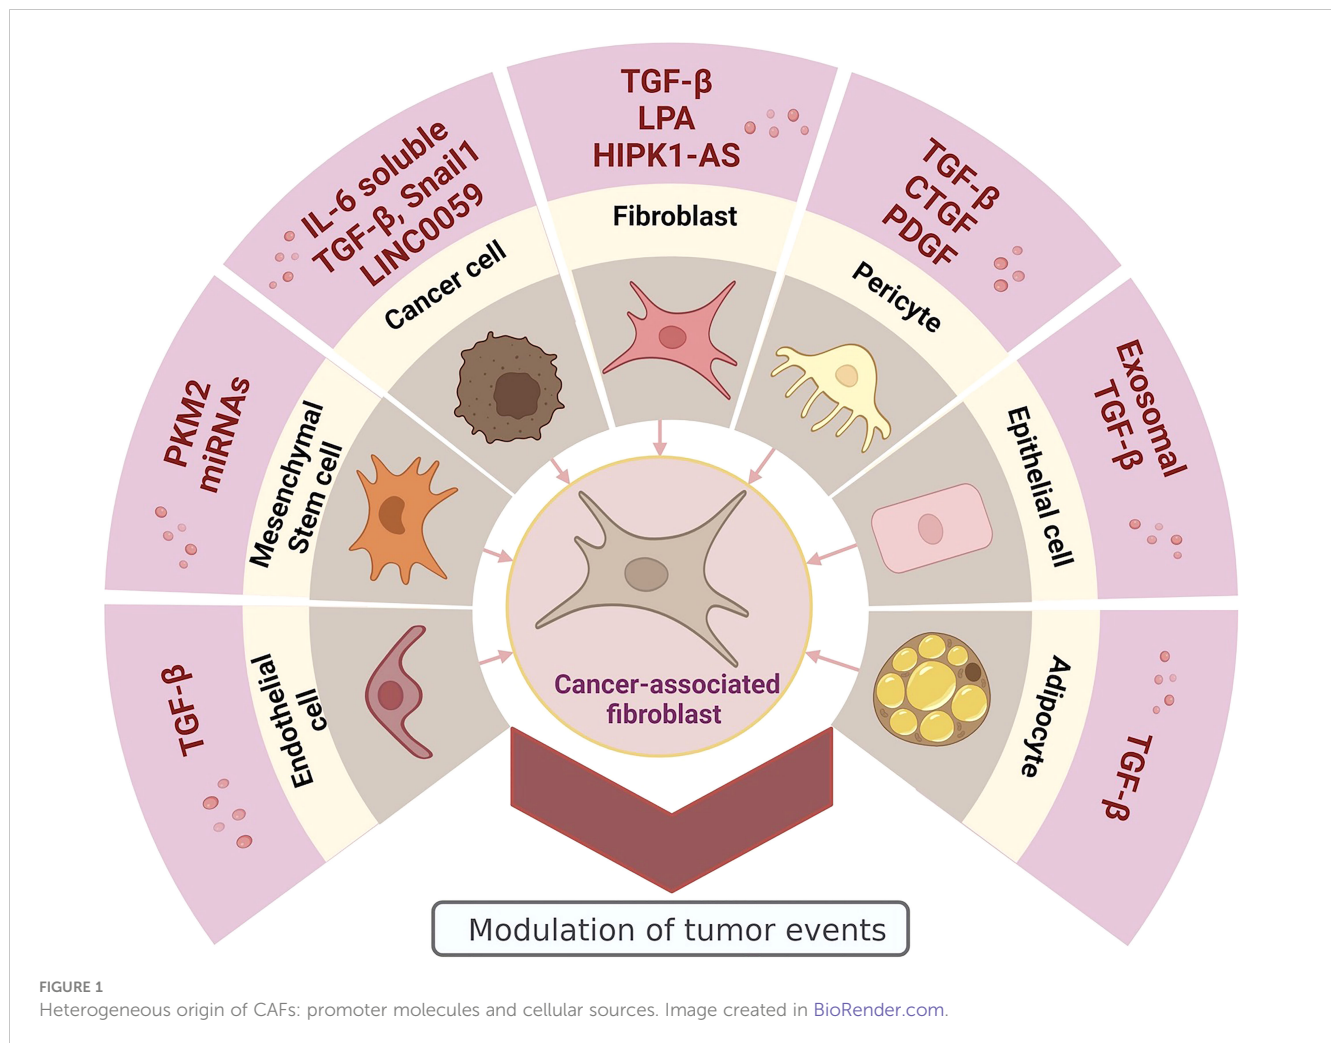 TGF-β
LPA
HIPK1-AS
Fibroblast
IL-6 soluble
TGF-β, Snail1
LINC0059
Cancer cell
TGF-β
CTGF
PDGF
Pericyte
PKM2
miRNAs
Mesenchymal
Stem cell
Exosomal
TGF-β
Epithelial cell
TGF-β
Endothelial
cell
TGF-β
Adipocyte
Cancer-associated
fibroblast
Modulation of tumor events
FIGURE 1
Heterogeneous origin of CAFs: promoter molecules and cellular sources. Image created in BioRender.com.